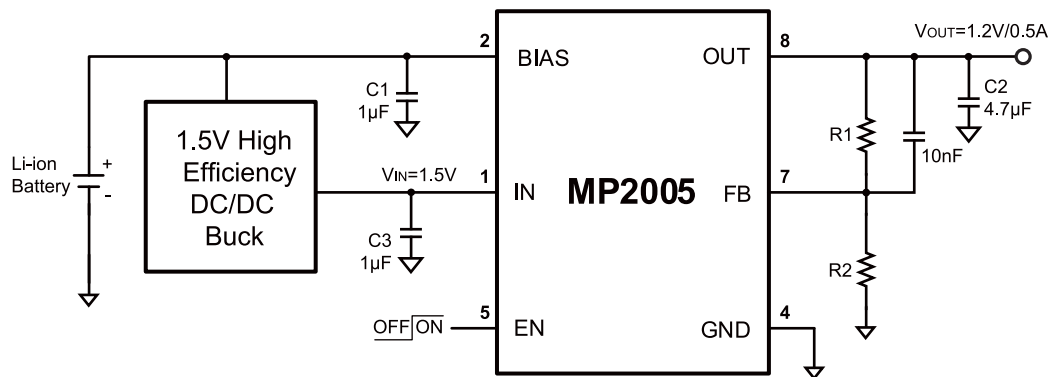 2
BIAS
OUT
8
VOUT=1.2V/0.5A
C1
1µF
C2
4.7µF
1.5V High
Efficiency
DC/DC
Buck
Li-ion
Battery
+
-
R1
10nF
VIN=1.5V
1
IN
MP2005
FB
7
C3
1µF
R2
OFF ON
5
EN
GND
4